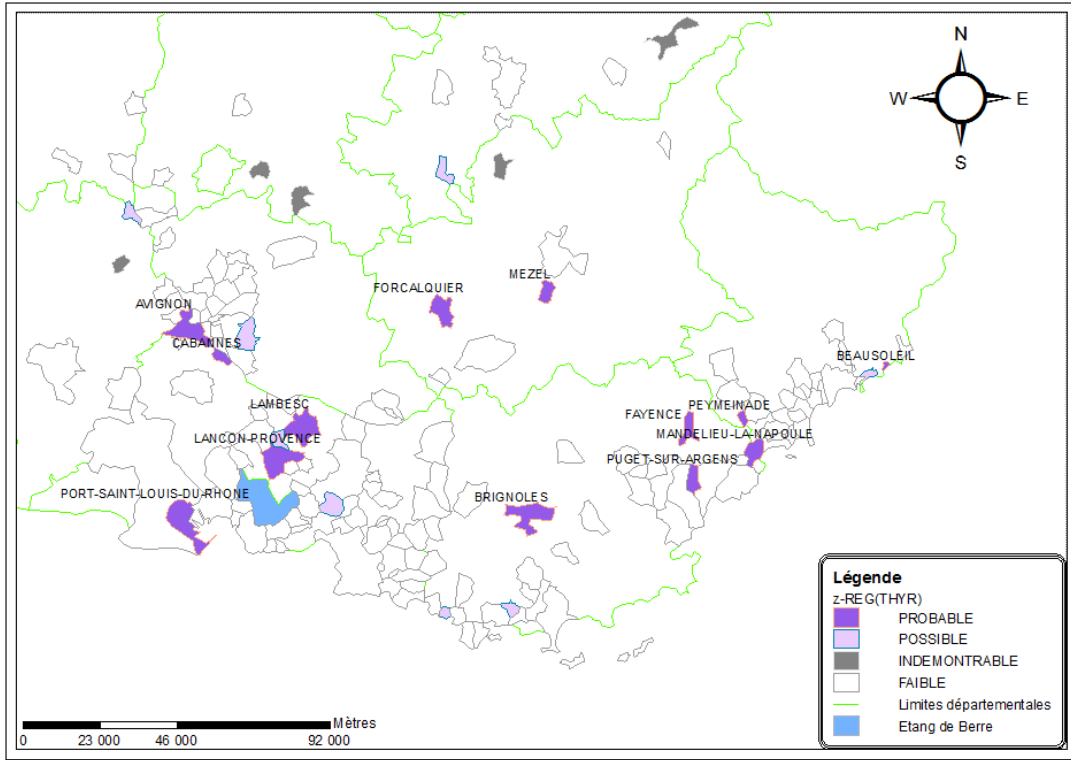 N
W E
S
MEZEL
FORCALQUIER
AVIGNON
CABANNES
BEAUSOLEIL
LAMBESC
PEYMEINADE
FAYENCE
LANCON-PROVENCE
MANDELIEU-LA-NAPOULE
PUGET-SUR-ARGENS
PORT-SAINT-LOUIS-DU-RHONE
BRIGNOLES
Légende
z-REG(THYR)
PROBABLE
POSSIBLE
INDEMONTRABLE
FAIBLE
Limites départementales
Etang de Berre
Mètres
0 23 000 46 000 92 000